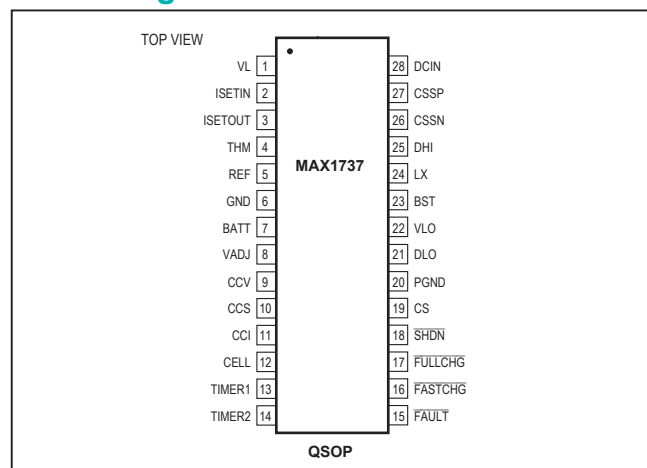 TOP VIEW
VL 1
ISETIN 2
ISETOUT 3
THM 4
REF 5
GND 6
BATT 7
VADJ 8
CCV 9
CCS 10
CCI 11
CELL 12
TIMER1 13
TIMER2 14
MAX1737
28 DCIN
27 CSSP
26 CSSN
25 DHI
24 LX
23 BST
22 VLO
21 DLO
20 PGND
19 CS
18 SHDN
17 FULLCHG
16 FASTCHG
15 FAULT
QSOP